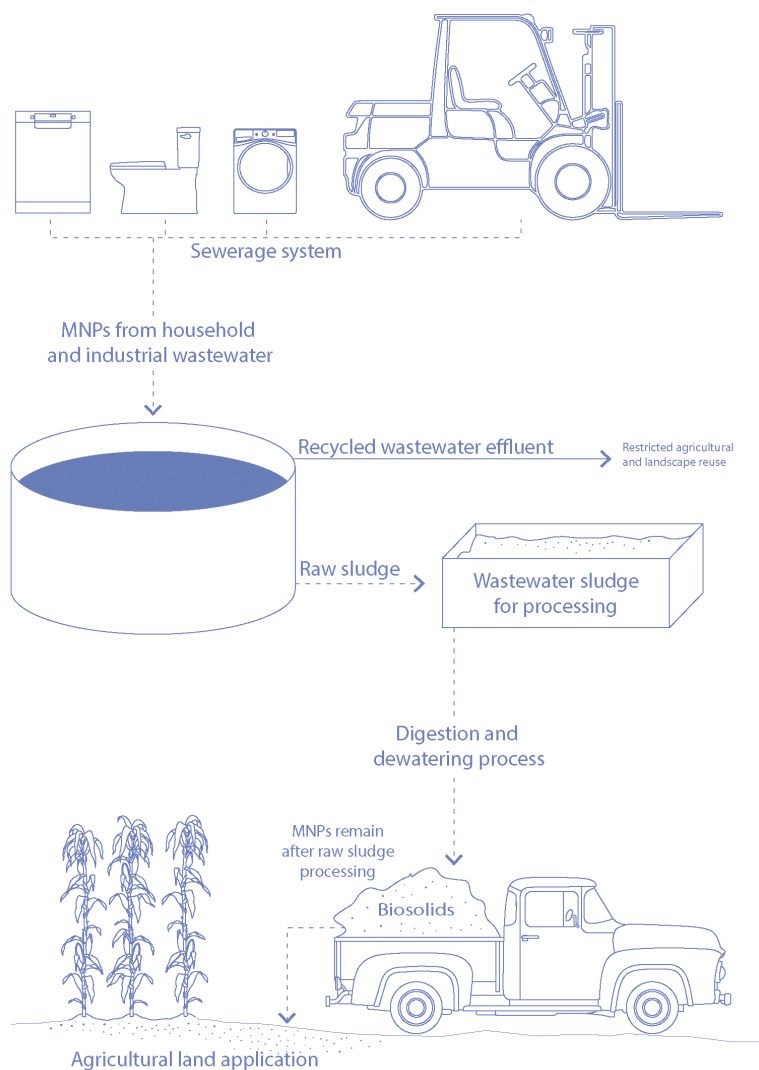 Sewerage system
MNPs from household
and industrial wastewater
Recycled wastewater effluent
Restricted agricultural
and landscape reuse
Raw sludge
Wastewater sludge
for processing
Digestion and
dewatering process
MNPs remain
after raw sludge
processing
Biosolids
Agricultural land application